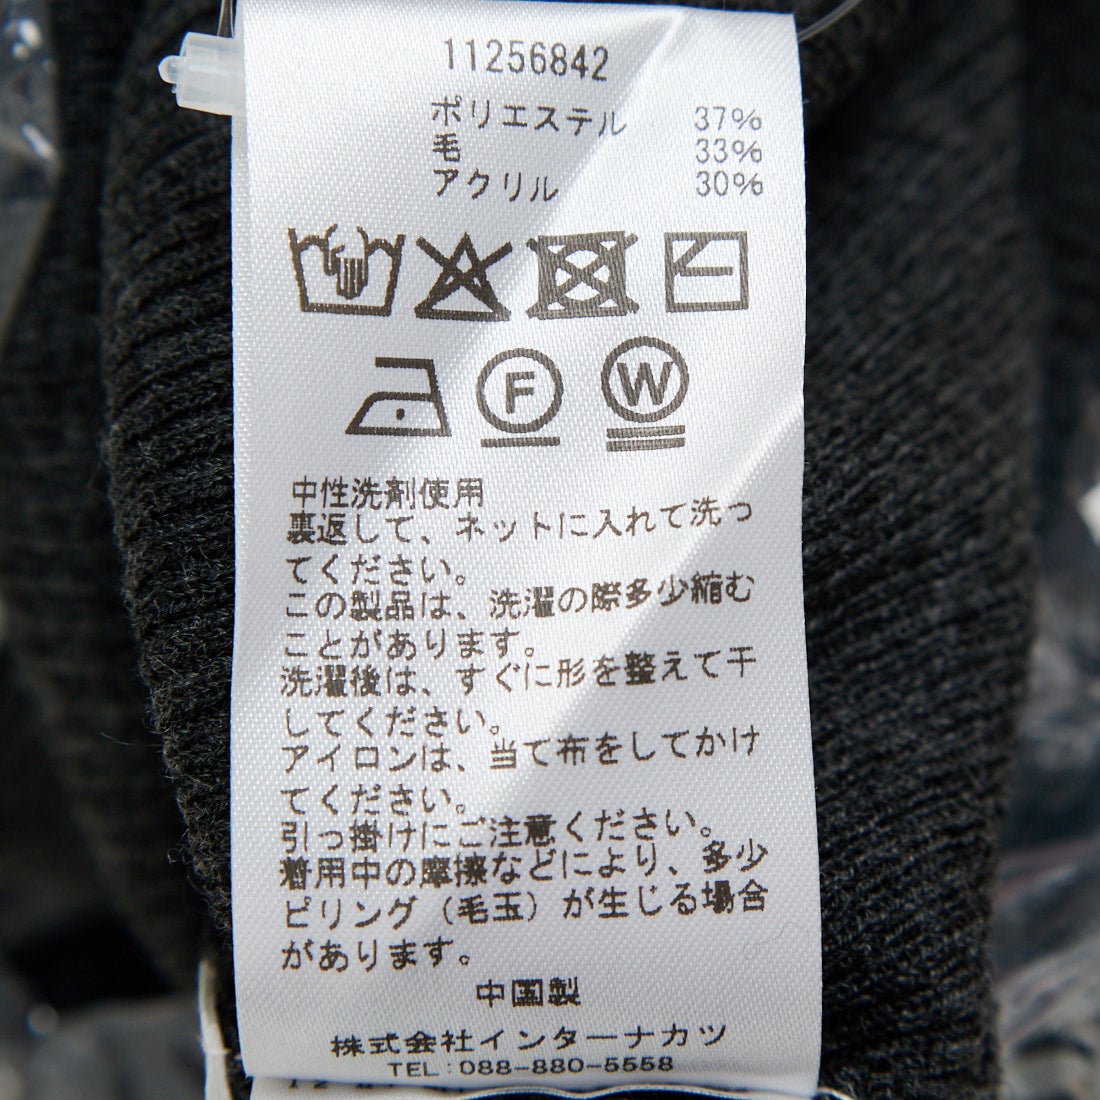 11256842
ポリエステル 37%
毛 33%
アクリル 30%
F W
中性洗剤使用
裏返して、ネットに入れて洗っ
てください。
この製品は、洗濯の際多少縮む
ことがあります。
洗濯後は、すぐに形を整えて干
してください。
アイロンは、当て布をしてかけ
てください。
引っ掛けにご注意ください。
着用中の摩擦などにより、多少
ピリング（毛玉）が生じる場合
があります。
中国製
株式会社インターナカツ
TEL:088-880-5558